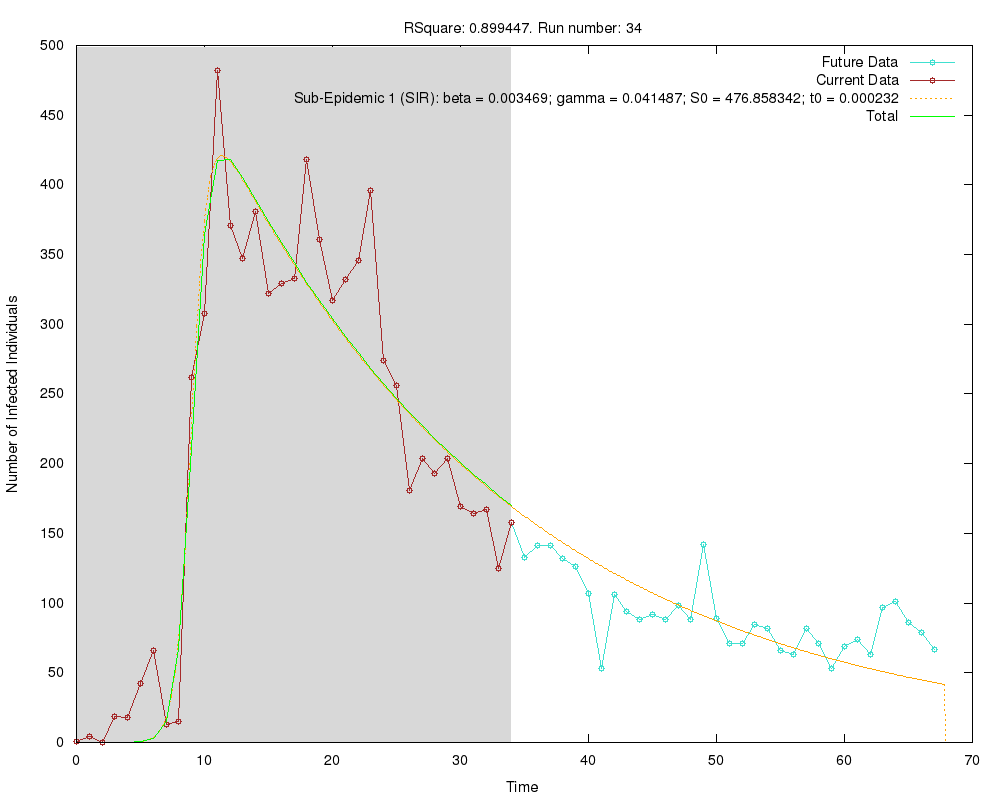 RSquare: 0.899447. Run number: 34
Future Data
Current Data
Sub-Epidemic 1 (SIR): beta = 0.003469; gamma = 0.041487; S0 = 476.858342; t0 = 0.000232
Total
500
450
400
350
300
250
200
150
100
50
0
Number of Infected Individuals
0 10 20 30 40 50 60 70
Time